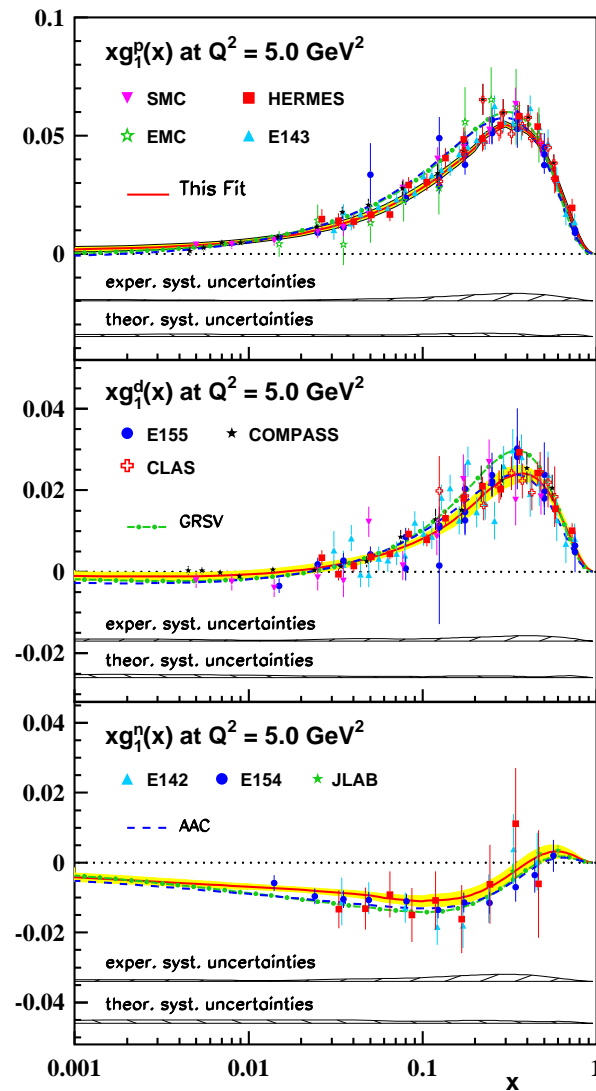 xg₁ᵖ(x) at Q² = 5.0 GeV²
SMC HERMES
EMC E143
This Fit
0.1
0.05
0
exper. syst. uncertainties
theor. syst. uncertainties
xg₁ᵈ(x) at Q² = 5.0 GeV²
0.04
E155 COMPASS
CLAS
0.02
GRSV
0
exper. syst. uncertainties
-0.02
theor. syst. uncertainties
xg₁ⁿ(x) at Q² = 5.0 GeV²
0.04
E142 E154 JLAB
0.02
AAC
0
-0.02
exper. syst. uncertainties
-0.04
theor. syst. uncertainties
0.001 0.01 0.1 1
x